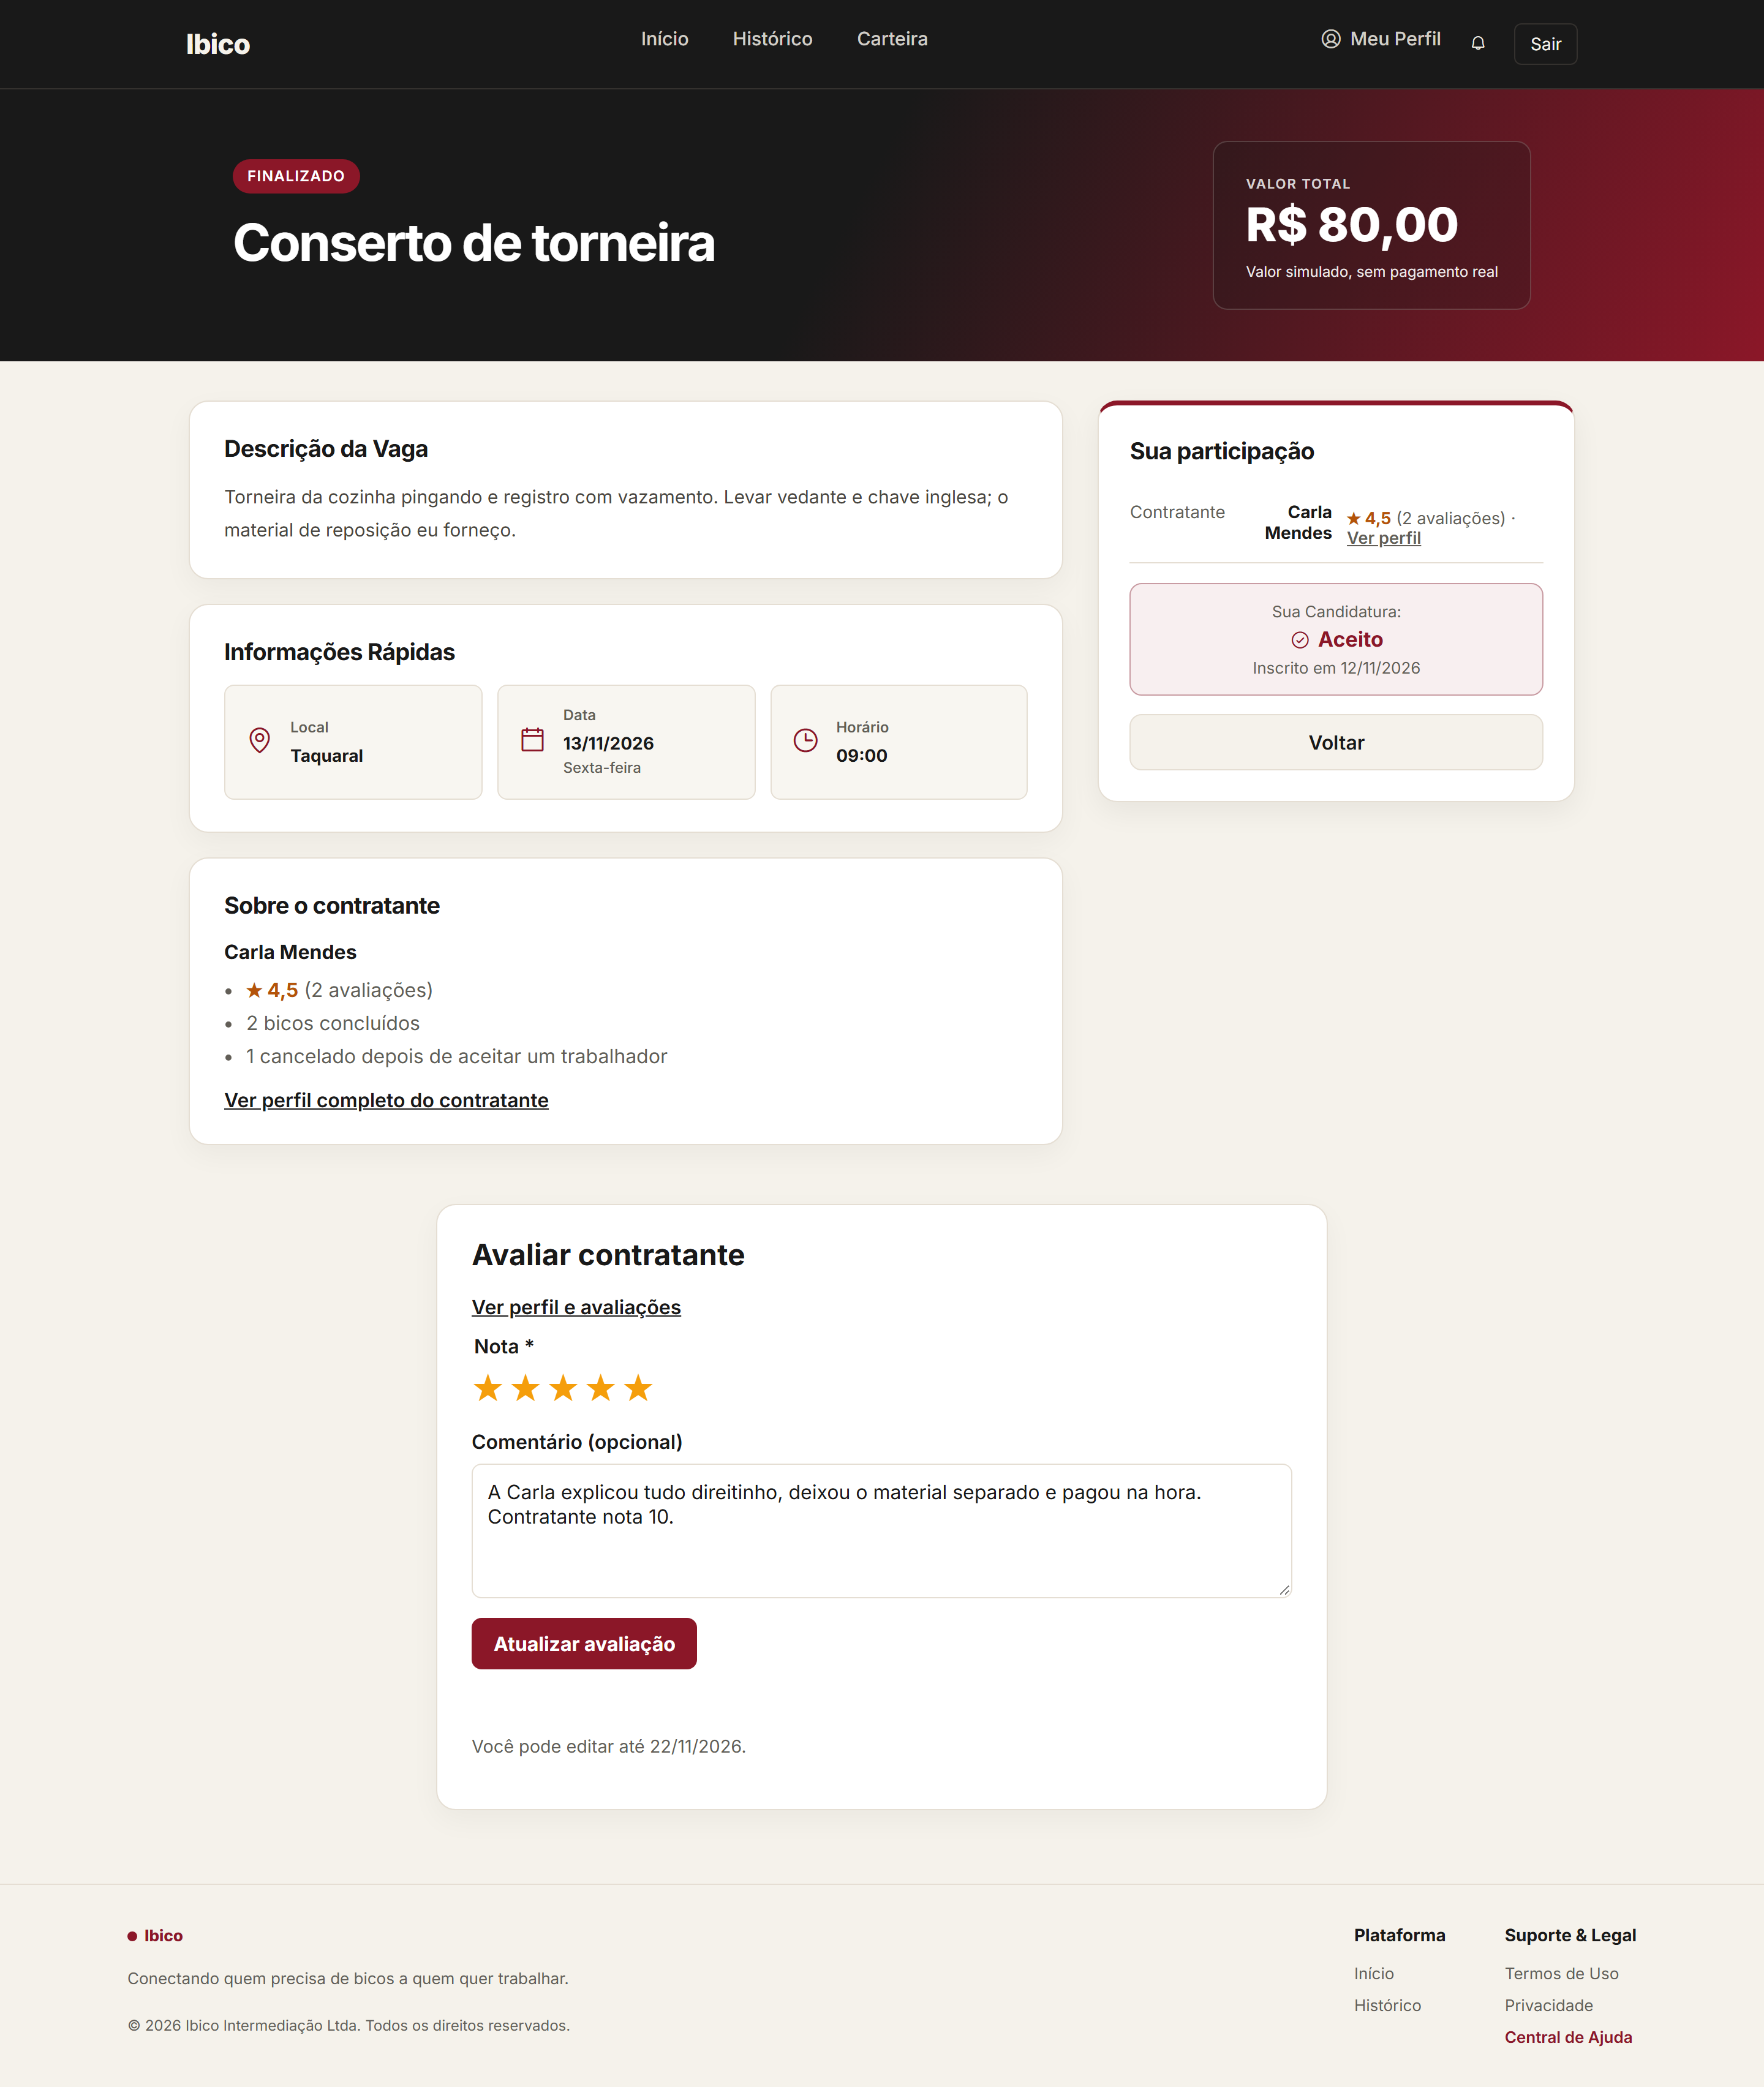 Ibico
Início
Histórico
Carteira
Meu Perfil
Sair
FINALIZADO
Conserto de torneira
VALOR TOTAL
R$ 80,00
Valor simulado, sem pagamento real
Descrição da Vaga
Torneira da cozinha pingando e registro com vazamento. Levar vedante e chave inglesa; o
material de reposição eu forneço.
Informações Rápidas
Local
Taquaral
Data
13/11/2026
Sexta-feira
Horário
09:00
Sobre o contratante
Carla Mendes
• ★ 4,5 (2 avaliações)
• 2 bicos concluídos
• 1 cancelado depois de aceitar um trabalhador
Ver perfil completo do contratante
Sua participação
Contratante
Carla
Mendes
★ 4,5 (2 avaliações) ·
Ver perfil
Sua Candidatura:
Aceito
Inscrito em 12/11/2026
Voltar
Avaliar contratante
Ver perfil e avaliações
Nota *
★ ★ ★ ★ ★
Comentário (opcional)
A Carla explicou tudo direitinho, deixou o material separado e pagou na hora.
Contratante nota 10.
Atualizar avaliação
Você pode editar até 22/11/2026.
Ibico
Conectando quem precisa de bicos a quem quer trabalhar.
© 2026 Ibico Intermediação Ltda. Todos os direitos reservados.
Plataforma
Início
Histórico
Suporte & Legal
Termos de Uso
Privacidade
Central de Ajuda